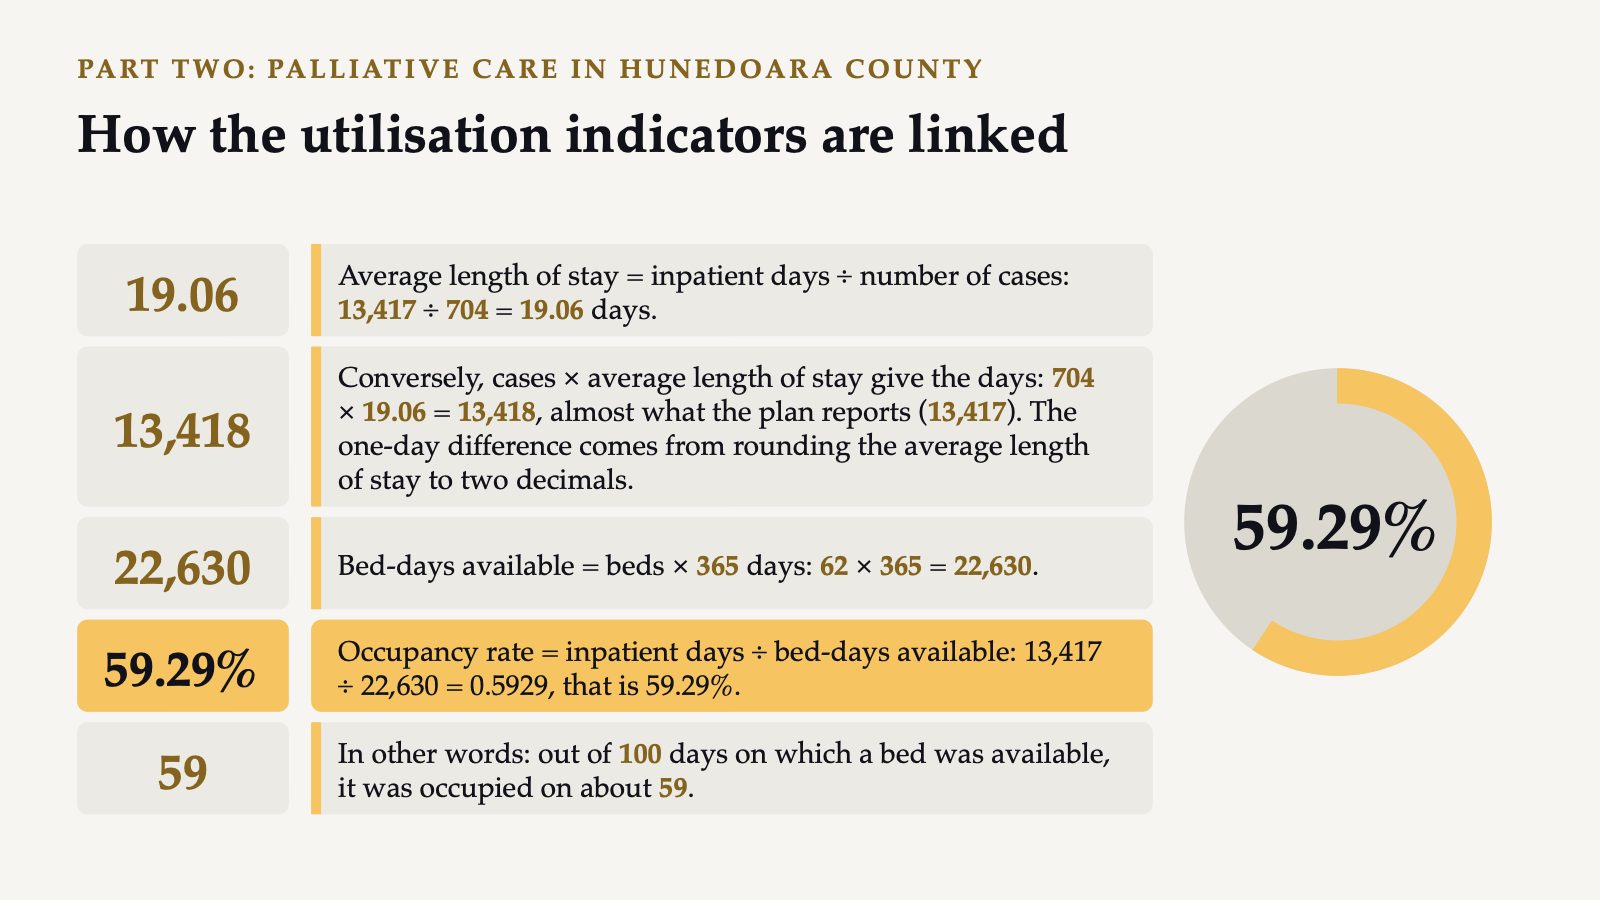 PART TWO: PALLIATIVE CARE IN HUNEDOARA COUNTY
How the utilisation indicators are linked
19.06
Average length of stay = inpatient days ÷ number of cases:
13,417 ÷ 704 = 19.06 days.
13,418
Conversely, cases × average length of stay give the days: 704
× 19.06 = 13,418, almost what the plan reports (13,417). The
one-day difference comes from rounding the average length
of stay to two decimals.
22,630
Bed-days available = beds × 365 days: 62 × 365 = 22,630.
59.29%
Occupancy rate = inpatient days ÷ bed-days available: 13,417
÷ 22,630 = 0.5929, that is 59.29%.
59
In other words: out of 100 days on which a bed was available,
it was occupied on about 59.
59.29%